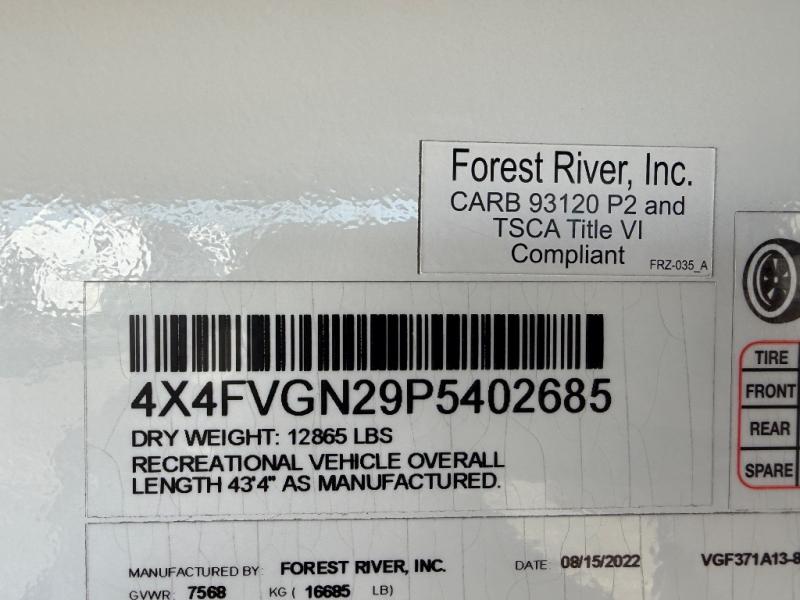 Forest River, Inc.
CARB 93120 P2 and
TSCA Title VI
Compliant
FRZ-035_A
4X4FVGN29P5402685
DRY WEIGHT: 12865 LBS
RECREATIONAL VEHICLE OVERALL
LENGTH 43'4" AS MANUFACTURED.
TIRE
FRONT
REAR
SPARE
MANUFACTURED BY: FOREST RIVER, INC. DATE: 08/15/2022 VGF371A13-8
GVWR: 7568 KG ( 16685 LB)